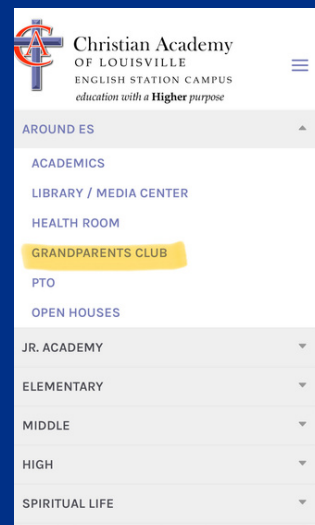 Christian Academy
OF LOUISVILLE
ENGLISH STATION CAMPUS
education with a Higher purpose
AROUND ES
ACADEMICS
LIBRARY / MEDIA CENTER
HEALTH ROOM
GRANDPARENTS CLUB
PTO
OPEN HOUSES
JR. ACADEMY
ELEMENTARY
MIDDLE
HIGH
SPIRITUAL LIFE